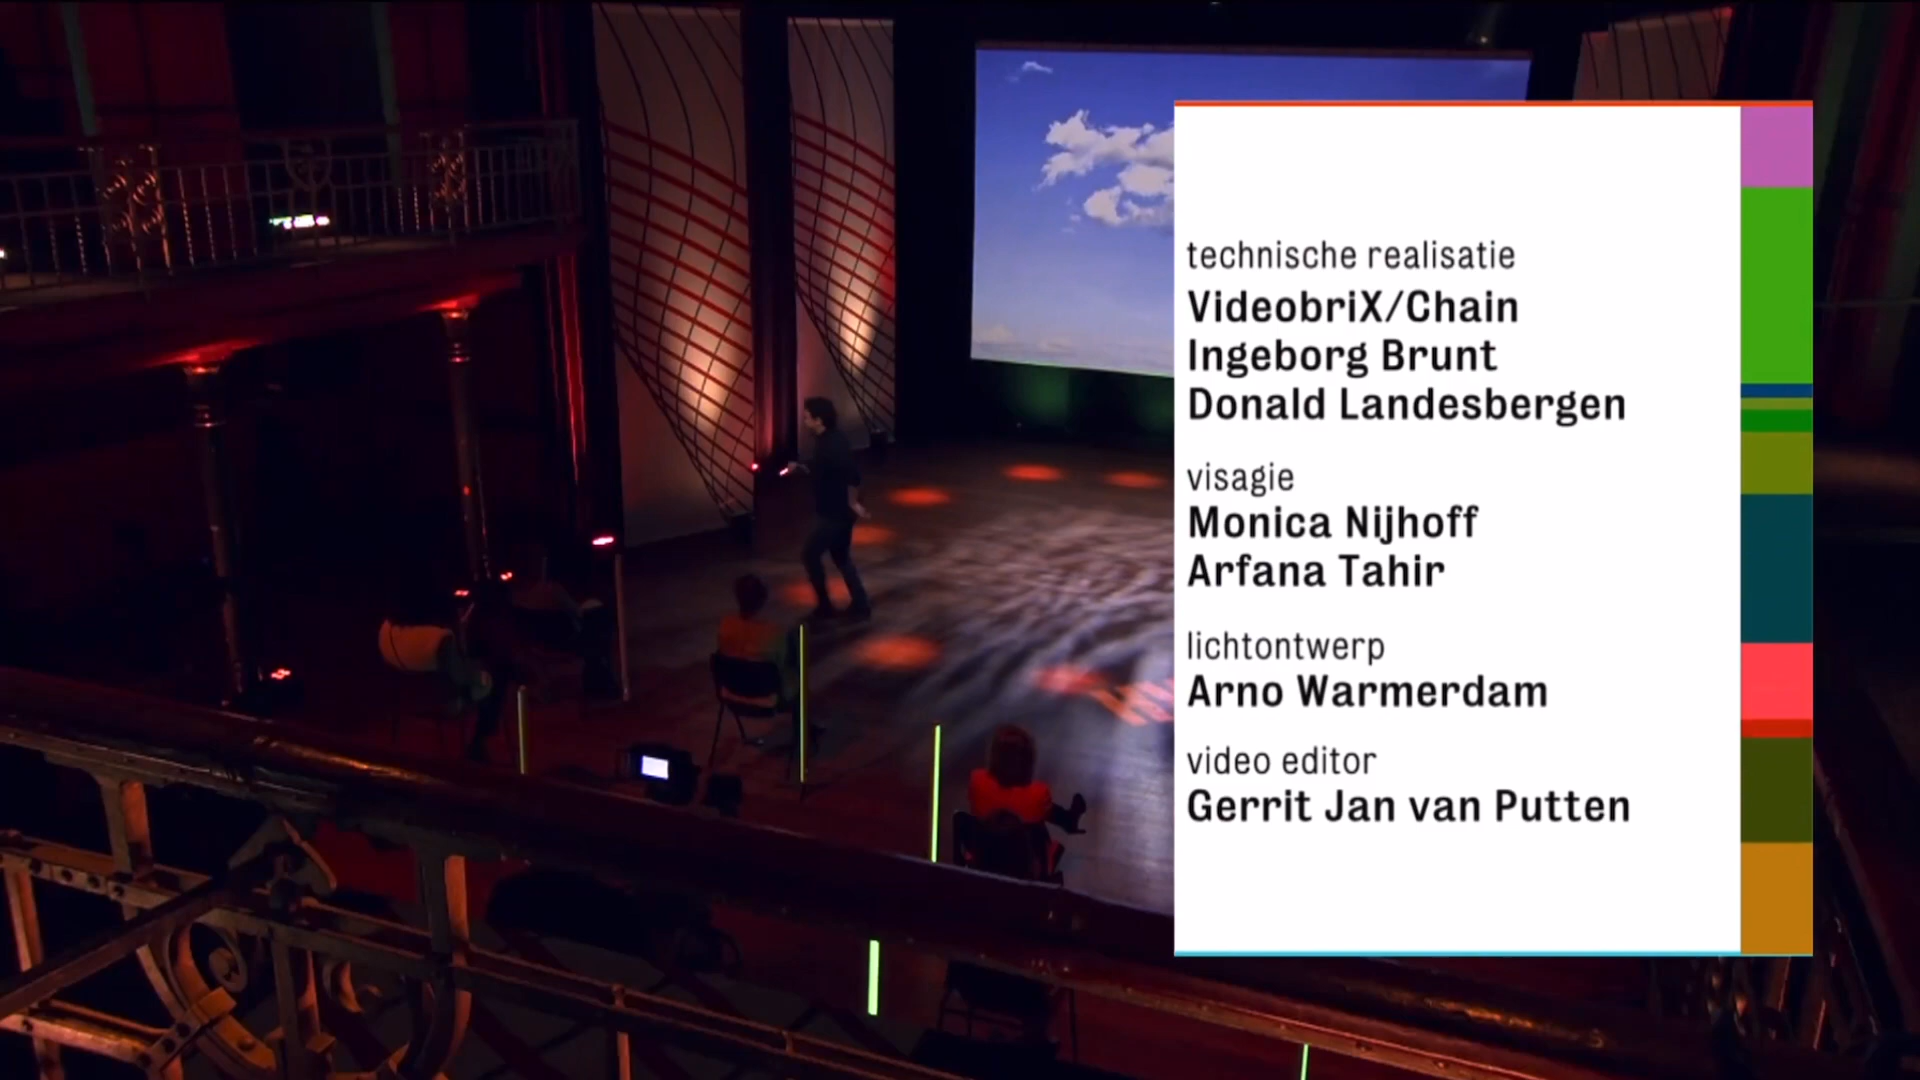 technische realisatie
VideobriX/Chain
Ingeborg Brunt
Donald Landesbergen
visagie
Monica Nijhoff
Arfana Tahir
lichtontwerp
Arno Warmerdam
video editor
Gerrit Jan van Putten